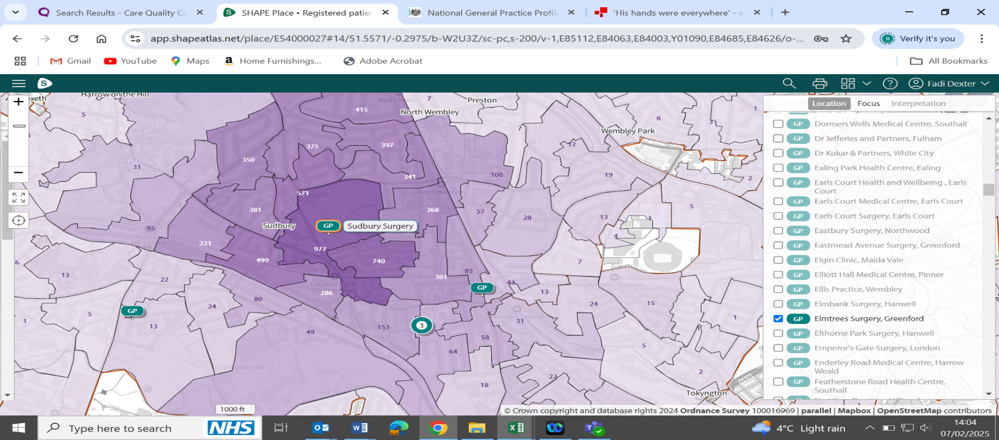 Search Results - Care Quality Co
SHAPE Place • Registered patien
National General Practice Profil
'His hands were everywhere' - w
app.shapeatlas.net/place/E54000027#14/51.5571/-0.2975/b-W2U3Z/sc-pc,s-200/v-1,E85112,E84063,E84003,Y01090,E84685,E84626/o-...
Verify it's you
Gmail
YouTube
Maps
Home Furnishings...
Adobe Acrobat
All Bookmarks
Fadi Dexter
Location Focus Interpretation
GP Dormers Wells Medical Centre, Southall
GP Dr Jefferies and Partners, Fulham
GP Dr Kukar & Partners, White City
GP Ealing Park Health Centre, Ealing
GP Earls Court Health and Wellbeing , Earls
Court
GP Earls Court Medical Centre, Earls Court
GP Earls Court Surgery, Earls Court
GP Eastbury Surgery, Northwood
GP Eastmead Avenue Surgery, Greenford
GP Elgin Clinic, Maida Vale
GP Elliott Hall Medical Centre, Pinner
GP Ellis Practice, Wembley
GP Elmbank Surgery, Hanwell
GP Elmtrees Surgery, Greenford
GP Elthorne Park Surgery, Hanwell
GP Emperor's Gate Surgery, London
GP Enderley Road Medical Centre, Harrow
Weald
GP Featherstone Road Health Centre,
Southall
Harrow on the Hill
oxeth
South Kenton
7
Preston
415
North Wembley
1
5
6
3
7
Wembley Park
12
375
397
350
31
100
341
19
2
North Wembley
571
381
368
57
28
13
1
5
Sudbury
GP Sudbury Surgery
65
Sudbury
Hill Harrow
221
4
977
Neasden
6
499
740
7
13
22
301
85
43
WHITTON AVENUE EAST
Sudbury and
Harrow Road
286
GP
HIGH
13
Wembley Stadium
80
24
24
15
GP
5
13
1
Wembley Central
31
1
49
153
3
58
1
64
Wembley Brook
5
Church End
Horsenden Hill
22
2
18
A406
Tokyngton
1000 ft
© Crown copyright and database rights 2024 Ordnance Survey 100016969 | parallel | Mapbox | OpenStreetMap contributors
Type here to search
NHS
4°C Light rain
14:04
07/02/2025